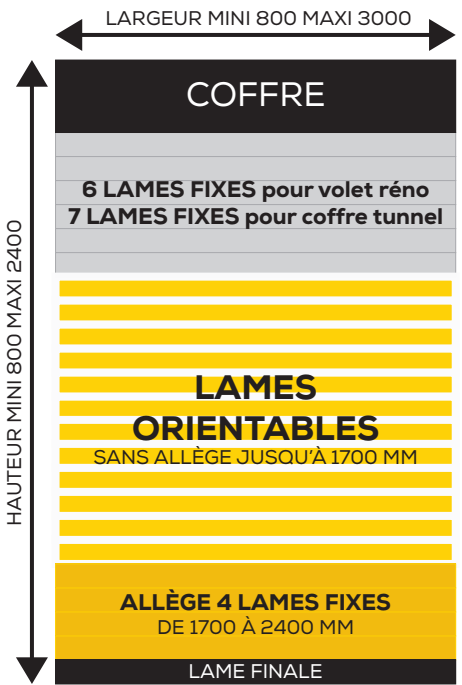 LARGEUR MINI 800 MAXI 3000
COFFRE
6 LAMES FIXES pour volet réno
7 LAMES FIXES pour coffre tunnel
HAUTEUR MINI 800 MAXI 2400
LAMES
ORIENTABLES
SANS ALLÈGE JUSQU'À 1700 MM
ALLÈGE 4 LAMES FIXES
DE 1700 À 2400 MM
LAME FINALE